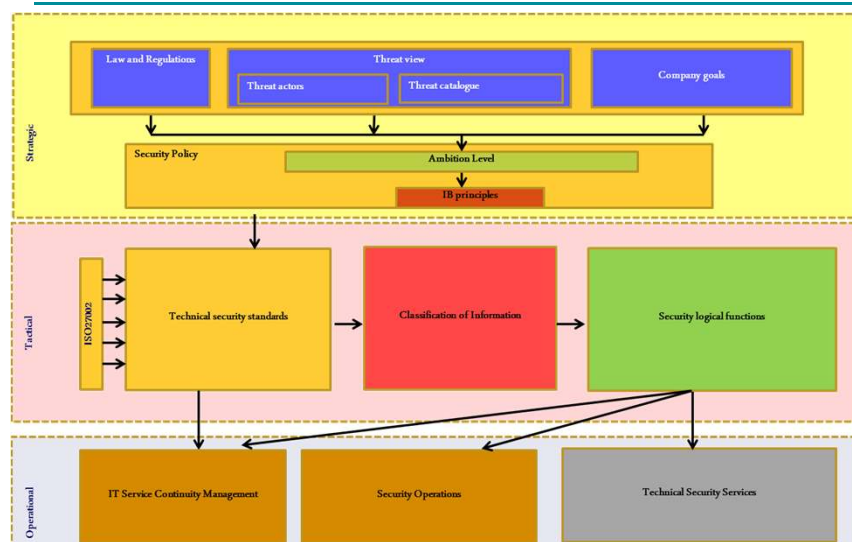 Law and Regulations
Threat view
Threat actors
Threat catalogue
Company goals
Strategic
Security Policy
Ambition Level
IB principles
Tactical
ISO27002
Technical security standards
Classification of Information
Security logical functions
Operational
IT Service Continuity Management
Security Operations
Technical Security Services